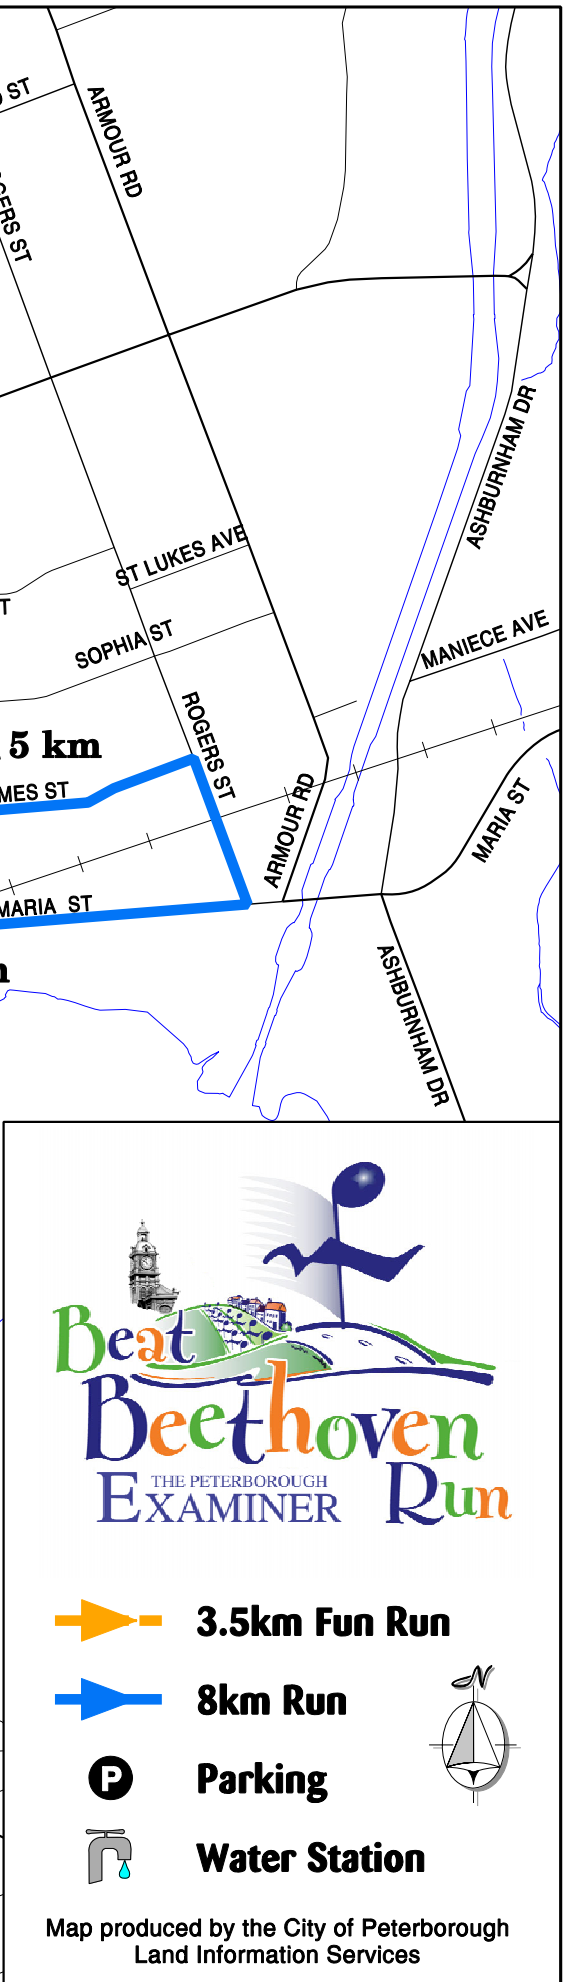 ST
ARMOUR RD
ST
ST LUKES AVE
ASHBURNHAM DR
SOPHIA ST
MANIECE AVE
ROGERS ST
5 km
MES ST
ARMOUR RD
MARIA ST
MARIA ST
ASHBURNHAM DR
N
Beat
Beethoven
THE PETERBOROUGH
EXAMINER
Run
3.5km Fun Run
8km Run
P
Parking
Water Station
Map produced by the City of Peterborough
Land Information Services